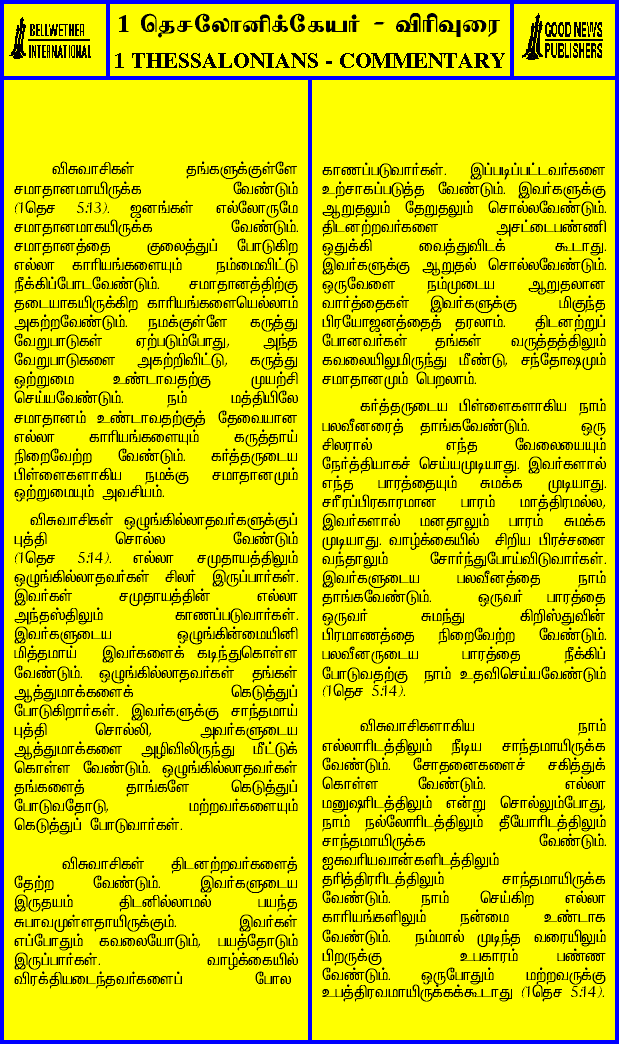 BELLWETHER
INTERNATIONAL
1 தெசலோனிக்கேயர் - விரிவுரை
1 THESSALONIANS - COMMENTARY
GOOD NEWS
PUBLISHERS
விசுவாசிகள் தங்களுக்குள்ளே
சமாதானமாயிருக்க வேண்டும்
(1தெச 5:13). ஜனங்கள் எல்லோருமே
சமாதானமாகயிருக்க வேண்டும்.
சமாதானத்தை குலைத்துப் போடுகிற
எல்லா காரியங்களையும் நம்மைவிட்டு
நீக்கிப்போடவேண்டும். சமாதானத்திற்கு
தடையாகயிருக்கிற காரியங்களையெல்லாம்
அகற்றவேண்டும். நமக்குள்ளே கருத்து
வேறுபாடுகள் ஏற்படும்போது, அந்த
வேறுபாடுகளை அகற்றிவிட்டு, கருத்து
ஒற்றுமை உண்டாவதற்கு முயற்சி
செய்யவேண்டும். நம் மத்தியிலே
சமாதானம் உண்டாவதற்குத் தேவையான
எல்லா காரியங்களையும் கருத்தாய்
நிறைவேற்ற வேண்டும். கர்த்தருடைய
பிள்ளைகளாகிய நமக்கு சமாதானமும்
ஒற்றுமையும் அவசியம்.
விசுவாசிகள் ஒழுங்கில்லாதவர்களுக்குப்
புத்தி சொல்ல வேண்டும்
(1தெச 5:14). எல்லா சமுதாயத்திலும்
ஒழுங்கில்லாதவர்கள் சிலர் இருப்பார்கள்.
இவர்கள் சமுதாயத்தின் எல்லா
அந்தஸ்திலும் காணப்படுவார்கள்.
இவர்களுடைய ஒழுங்கின்மையினி
மித்தமாய் இவர்களைக் கடிந்துகொள்ள
வேண்டும். ஒழுங்கில்லாதவர்கள் தங்கள்
ஆத்துமாக்களைக் கெடுத்துப்
போடுகிறார்கள். இவர்களுக்கு சாந்தமாய்
புத்தி சொல்லி, அவர்களுடைய
ஆத்துமாக்களை அழிவிலிருந்து மீட்டுக்
கொள்ள வேண்டும். ஒழுங்கில்லாதவர்கள்
தங்களைத் தாங்களே கெடுத்துப்
போடுவதோடு, மற்றவர்களையும்
கெடுத்துப் போடுவார்கள்.
விசுவாசிகள் திடனற்றவர்களைத்
தேற்ற வேண்டும். இவர்களுடைய
இருதயம் திடனில்லாமல் பயந்த
சுபாவமுள்ளதாயிருக்கும். இவர்கள்
எப்போதும் கவலையோடும், பயத்தோடும்
இருப்பார்கள். வாழ்க்கையில்
விரக்தியடைந்தவர்களைப் போல
காணப்படுவார்கள். இப்படிப்பட்டவர்களை
உற்சாகப்படுத்த வேண்டும். இவர்களுக்கு
ஆறுதலும் தேறுதலும் சொல்லவேண்டும்.
திடனற்றவர்களை அசட்டைபண்ணி
ஒதுக்கி வைத்துவிடக் கூடாது.
இவர்களுக்கு ஆறுதல் சொல்லவேண்டும்.
ஒருவேளை நம்முடைய ஆறுதலான
வார்த்தைகள் இவர்களுக்கு மிகுந்த
பிரயோஜனத்தைத் தரலாம். திடனற்றுப்
போனவர்கள் தங்கள் வருத்தத்திலும்
கவலையிலுமிருந்து மீண்டு, சந்தோஷமும்
சமாதானமும் பெறலாம்.
கர்த்தருடைய பிள்ளைகளாகிய நாம்
பலவீனரைத் தாங்கவேண்டும். ஒரு
சிலரால் எந்த வேலையையும்
நேர்த்தியாகச் செய்யமுடியாது. இவர்களால்
எந்த பாரத்தையும் சுமக்க முடியாது.
சரீரப்பிரகாரமான பாரம் மாத்திரமல்ல,
இவர்களால் மனதாலும் பாரம் சுமக்க
முடியாது. வாழ்க்கையில் சிறிய பிரச்சனை
வந்தாலும் சோர்ந்துபோய்விடுவார்கள்.
இவர்களுடைய பலவீனத்தை நாம்
தாங்கவேண்டும். ஒருவர் பாரத்தை
ஒருவர் சுமந்து கிறிஸ்துவின்
பிரமாணத்தை நிறைவேற்ற வேண்டும்.
பலவீனருடைய பாரத்தை நீக்கிப்
போடுவதற்கு நாம் உதவிசெய்யவேண்டும்
(1தெச 5:14).
விசுவாசிகளாகிய நாம்
எல்லாரிடத்திலும் நீடிய சாந்தமாயிருக்க
வேண்டும். சோதனைகளைச் சகித்துக்
கொள்ள வேண்டும். எல்லா
மனுஷரிடத்திலும் என்று சொல்லும்போது,
நாம் நல்லோரிடத்திலும் தீயோரிடத்திலும்
சாந்தமாயிருக்க வேண்டும்.
ஐசுவரியவான்களிடத்திலும்
தரித்திரரிடத்திலும் சாந்தமாயிருக்க
வேண்டும். நாம் செய்கிற எல்லா
காரியங்களிலும் நன்மை உண்டாக
வேண்டும். நம்மால் முடிந்த வரையிலும்
பிறருக்கு உபகாரம் பண்ண
வேண்டும். ஒருபோதும் மற்றவருக்கு
உபத்திரவமாயிருக்கக்கூடாது (1தெச 5:14).